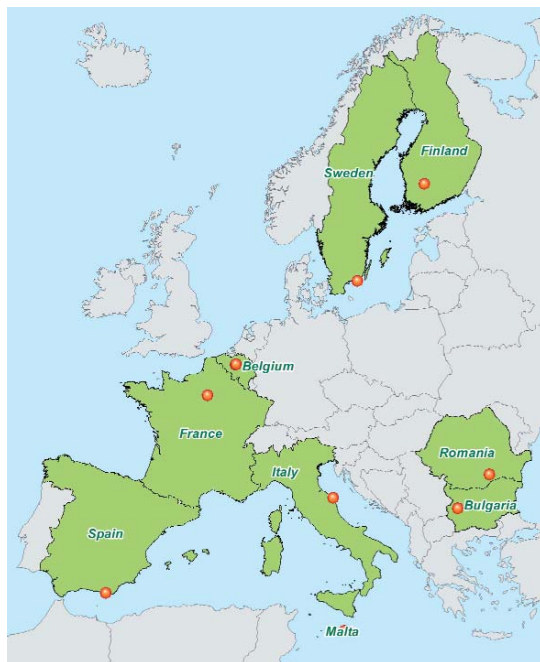 Finland
Sweden
Belgium
France
Romania
Italy
Bulgaria
Spain
Malta